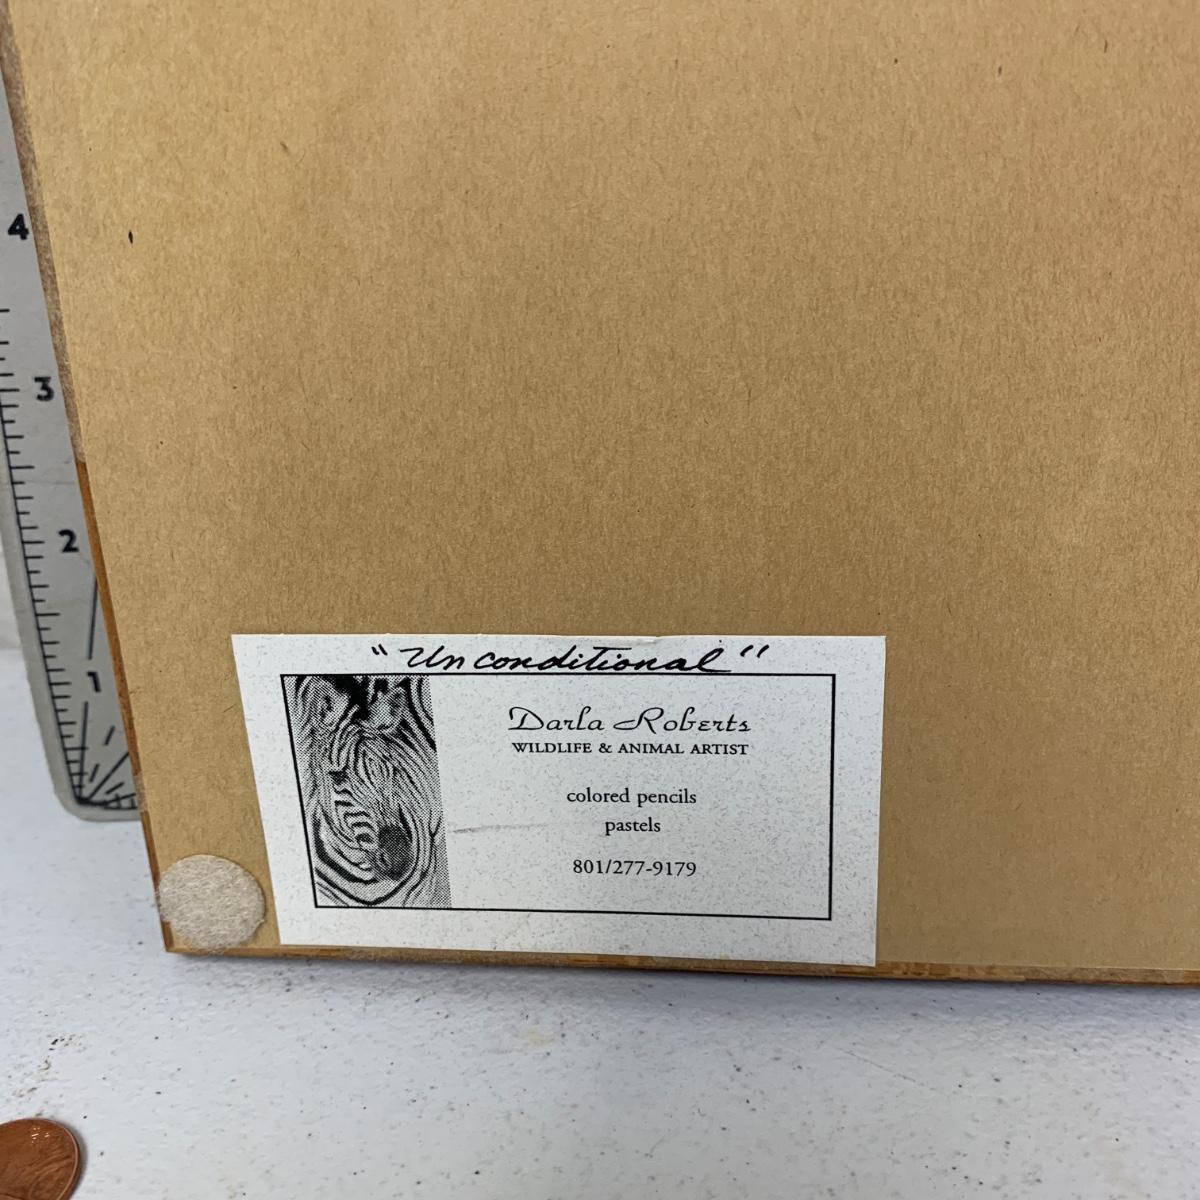 4
3
2
1
"Unconditional"
Darla Roberts
WILDLIFE & ANIMAL ARTIST
colored pencils
pastels
801/277-9179